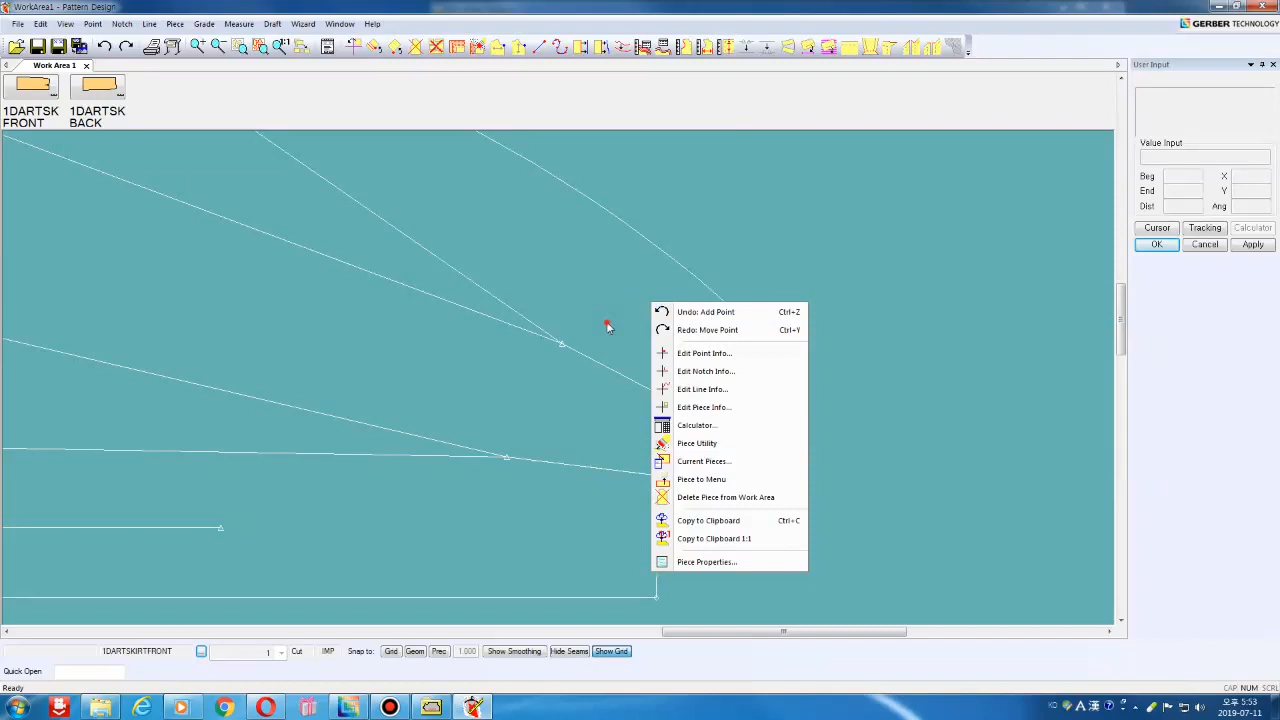 WorkArea1 - Pattern Design
File Edit View Point Notch Line Piece Grade Measure Draft Wizard Window Help
GERBER TECHNOLOGY
Work Area 1
User Input
1DARTSK FRONT
1DARTSK BACK
Value Input
Beg X
End Y
Dist Ang
Cursor Tracking Calculator
OK Cancel Apply
Undo: Add Point Ctrl+Z
Redo: Move Point Ctrl+Y
Edit Point Info...
Edit Notch Info...
Edit Line Info...
Edit Piece Info...
Calculator...
Piece Utility
Current Pieces...
Piece to Menu
Delete Piece from Work Area
Copy to Clipboard Ctrl+C
Copy to Clipboard 1:1
Piece Properties...
1DARTSKIRTFRONT ... 1 Cut IMP Snap to: Grid Geom Prec 1.000 Show Smoothing Hide Seams Show Grid
Quick Open
Ready
CAP NUM SCRL
A 漢
오후 5:53
2019-07-11